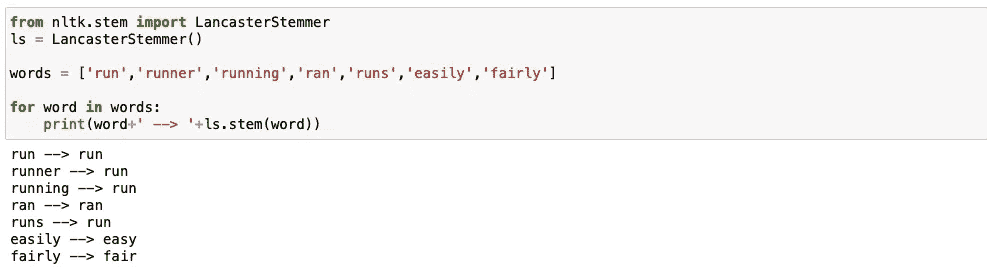 from nltk.stem import LancasterStemmer
ls = LancasterStemmer()
words = ['run','runner','running','ran','runs','easily','fairly']
for word in words:
    print(word+' --> '+ls.stem(word))
run --> run
runner --> run
running --> run
ran --> ran
runs --> run
easily --> easy
fairly --> fair